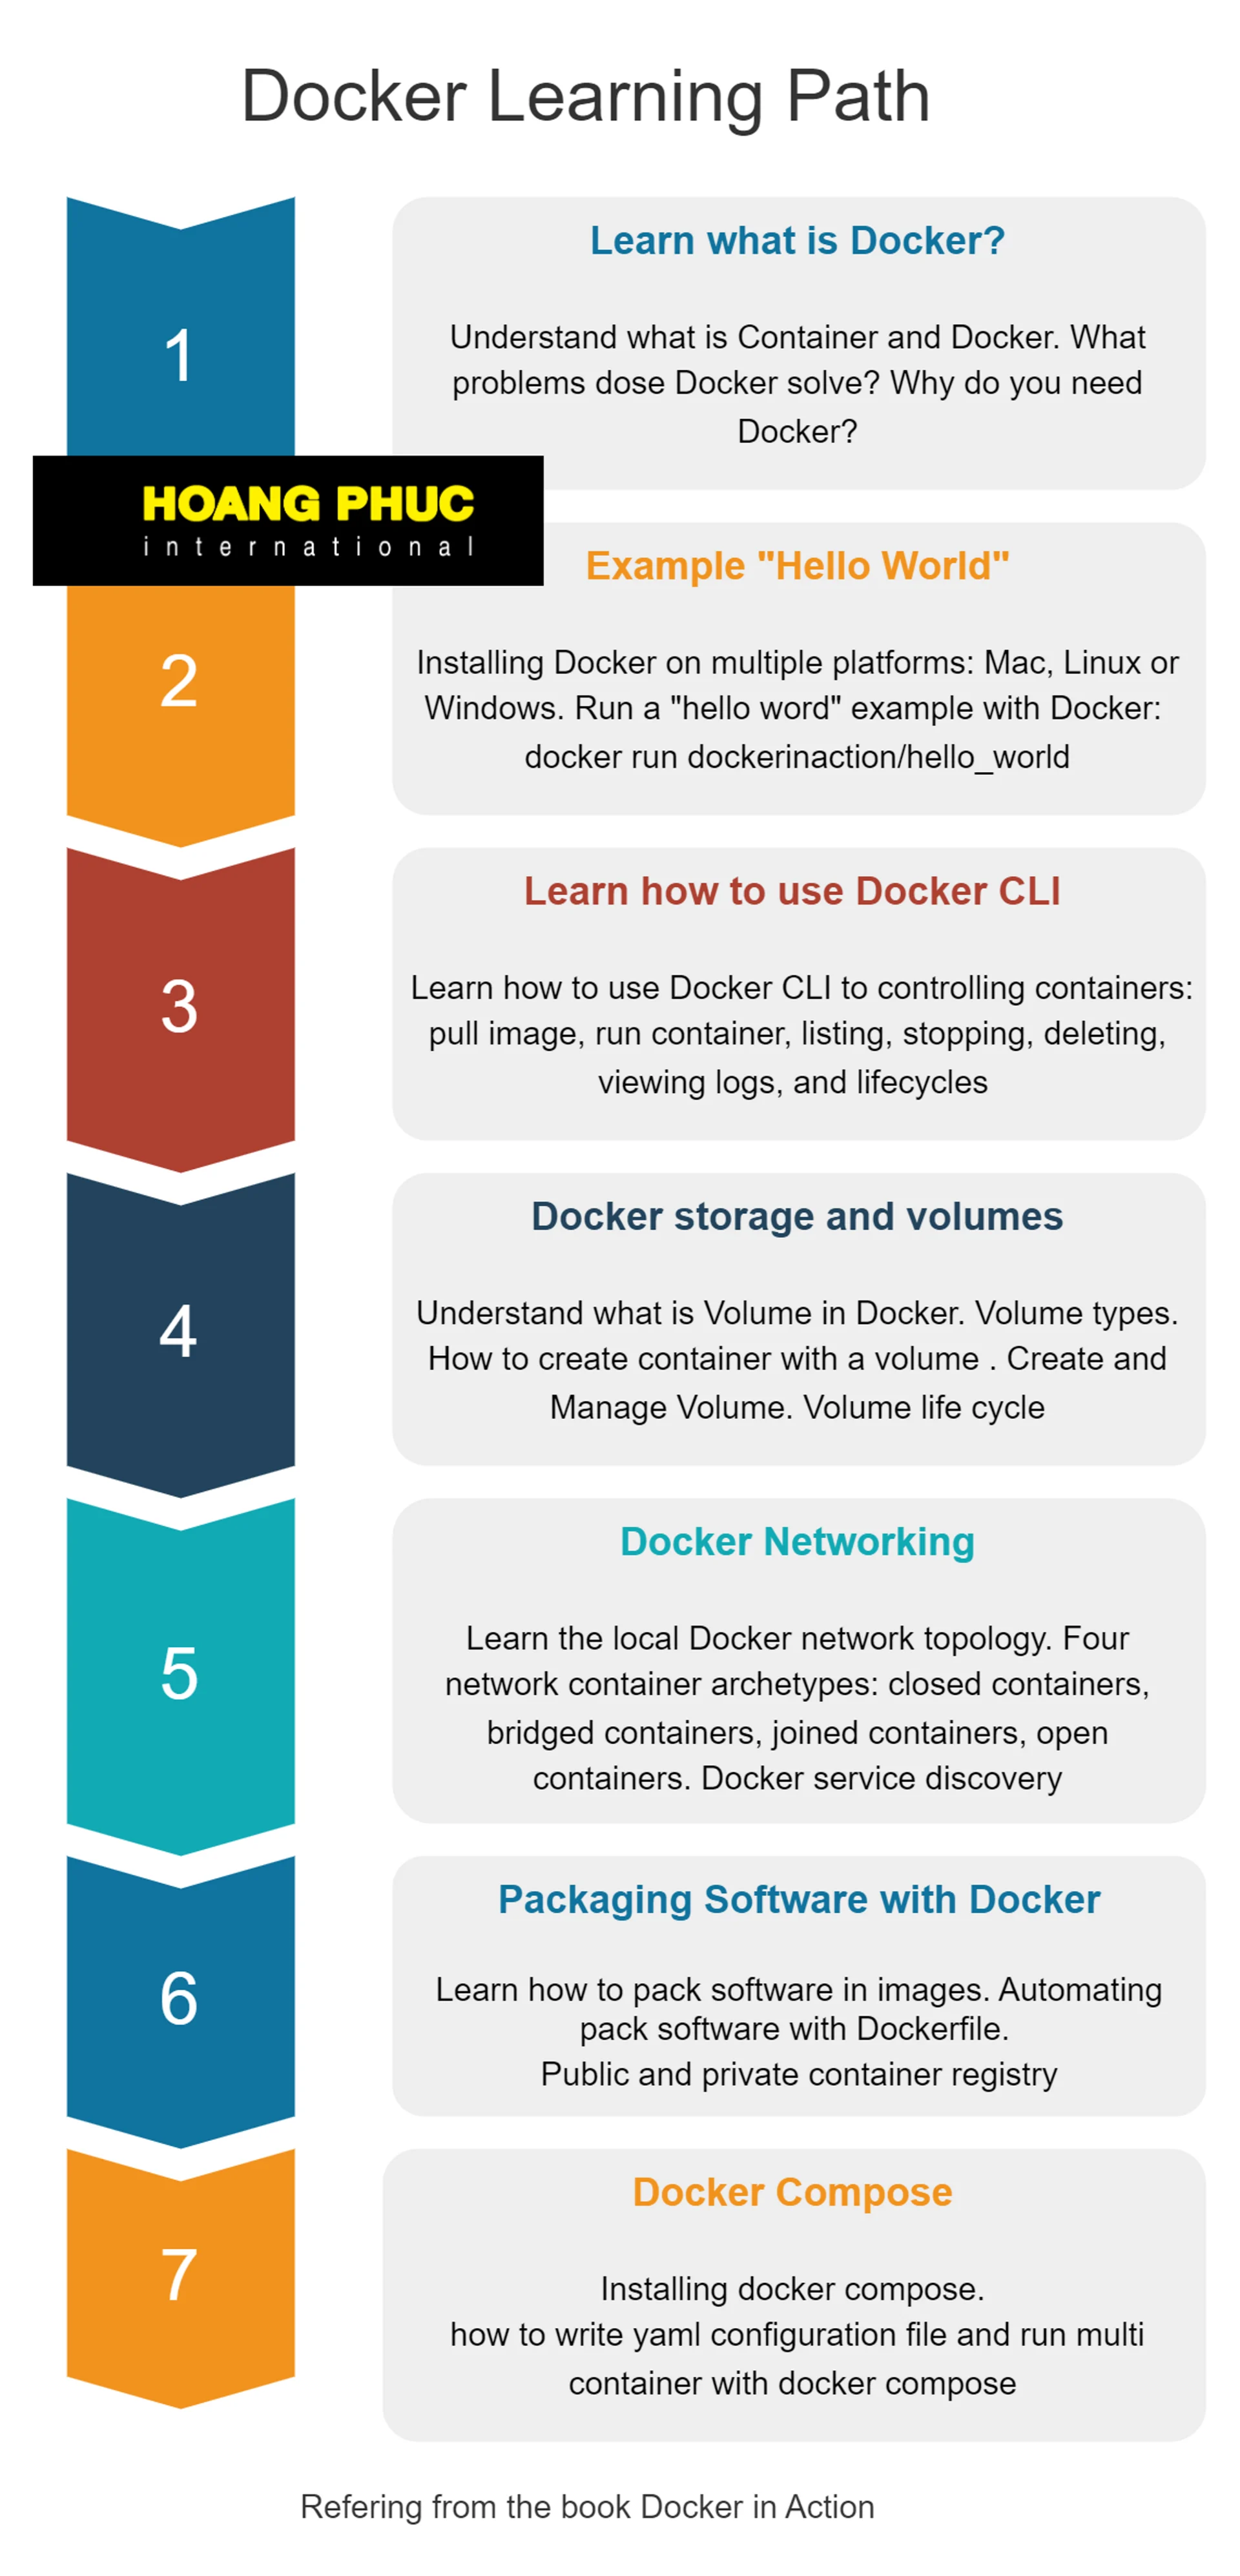 Docker Learning Path
1
Learn what is Docker?
Understand what is Container and Docker. What
problems dose Docker solve? Why do you need
Docker?
HOANG PHUC
international
2
Example "Hello World"
Installing Docker on multiple platforms: Mac, Linux or
Windows. Run a "hello word" example with Docker:
docker run dockerinaction/hello_world
3
Learn how to use Docker CLI
Learn how to use Docker CLI to controlling containers:
pull image, run container, listing, stopping, deleting,
viewing logs, and lifecycles
4
Docker storage and volumes
Understand what is Volume in Docker. Volume types.
How to create container with a volume . Create and
Manage Volume. Volume life cycle
5
Docker Networking
Learn the local Docker network topology. Four
network container archetypes: closed containers,
bridged containers, joined containers, open
containers. Docker service discovery
6
Packaging Software with Docker
Learn how to pack software in images. Automating
pack software with Dockerfile.
Public and private container registry
7
Docker Compose
Installing docker compose.
how to write yaml configuration file and run multi
container with docker compose
Refering from the book Docker in Action